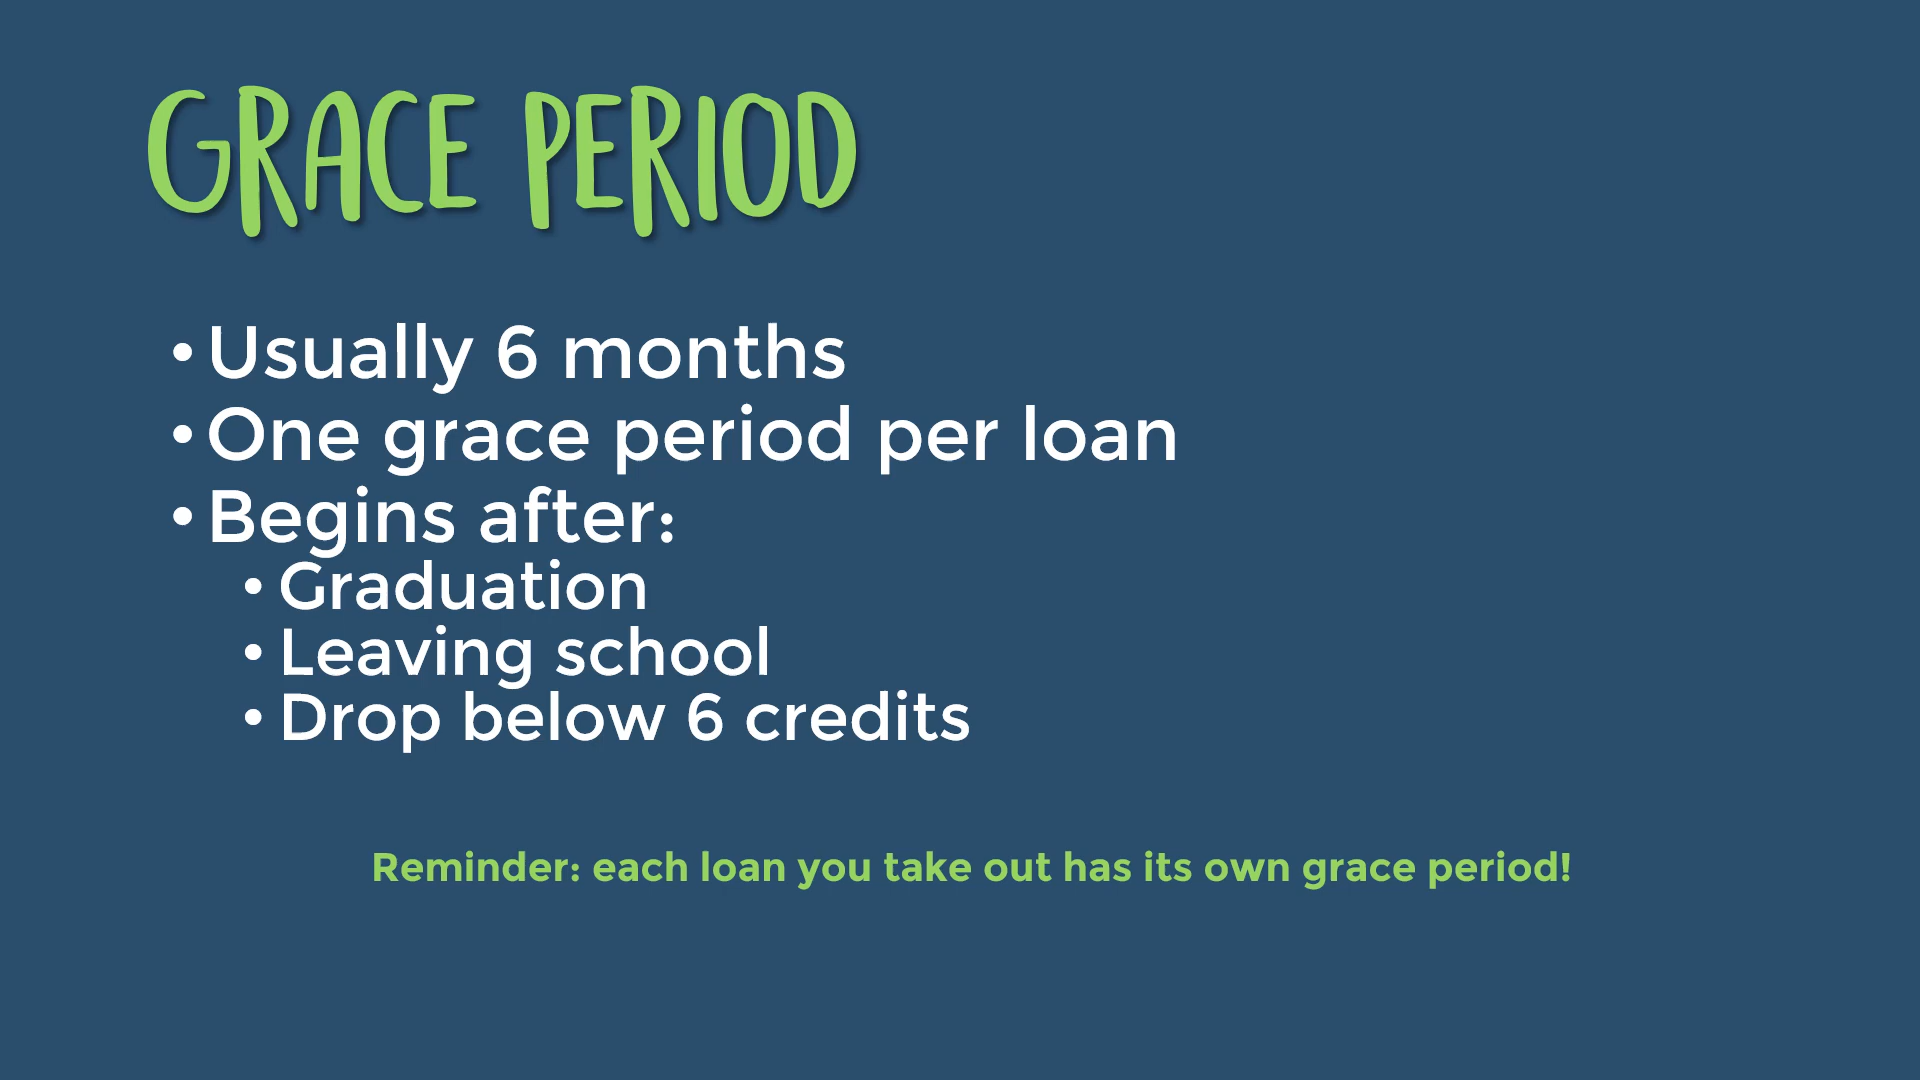 GRACE PERIOD
• Usually 6 months
• One grace period per loan
• Begins after:
• Graduation
• Leaving school
• Drop below 6 credits
Reminder: each loan you take out has its own grace period!